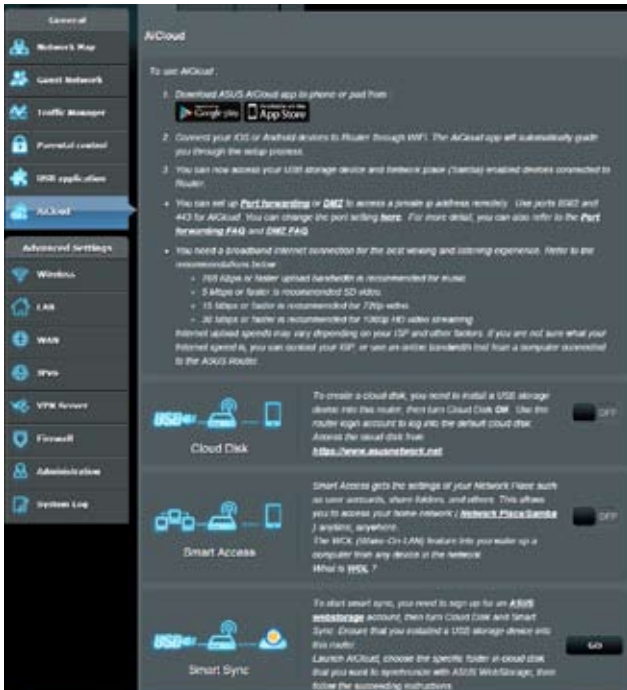 General
Network Map
Guest Network
Traffic Manager
Parental control
USB application
AiCloud
Advanced Settings
Wireless
LAN
WAN
IPv6
VPN Server
Firewall
Administration
System Log
AiCloud
To use AiCloud :
1. Download ASUS AiCloud app to phone or pad from :
Google play
App Store
2. Connect your iOS or Android devices to Router through WiFi. The AiCloud app will automatically guide
you through the setup process.
3. You can now access your USB storage device and Network place (Samba) enabled devices connected to
Router.
• You can set up Port forwarding or DMZ to access a private ip address remotely. Use ports 8082 and
443 for AiCloud. You can change the port setting here. For more detail, you can also refer to the Port
forwarding FAQ and DMZ FAQ.
• You need a broadband internet connection for the best viewing and listening experience. Refer to the
recommendations below
◦ Kbps or faster upload bandwidth is recommended for music
◦ 5 Mbps or faster is recommended SD video
◦ 15 Mbps or faster is recommended for 720p video
◦ 30 Mbps or faster is recommended for 1080p HD video streaming
Internet upload speeds may vary depending on your ISP and other factors. If you are not sure what your
Internet speed is, you can contact your ISP, or use an online bandwidth test from a computer connected
to the ASUS Router.
USB
Cloud Disk
To create a cloud disk, you need to install a USB storage
device into this router, then turn Cloud Disk ON. Use the
router login account to log into the default cloud disk.
Access the cloud disk from
https://www.asusnetwork.net
OFF
Smart Access
Smart Access gets the settings of your Network Place such
as user accounts, share folders, and others. This allows
you to access your home network ( Network Place/Samba
) anytime, anywhere.
The WOL (Wake-On-LAN) feature lets you wake up a
computer from any device in the network
What is WOL ?
OFF
USB
Smart Sync
To start smart sync, you need to sign up for an ASUS
webstorage account, then turn Cloud Disk and Smart
Sync. Ensure that you installed a USB storage device into
this router.
Launch AiCloud, choose the specific folder in cloud disk
that you want to synchronize with ASUS WebStorage, then
follow the succeeding instructions.
GO